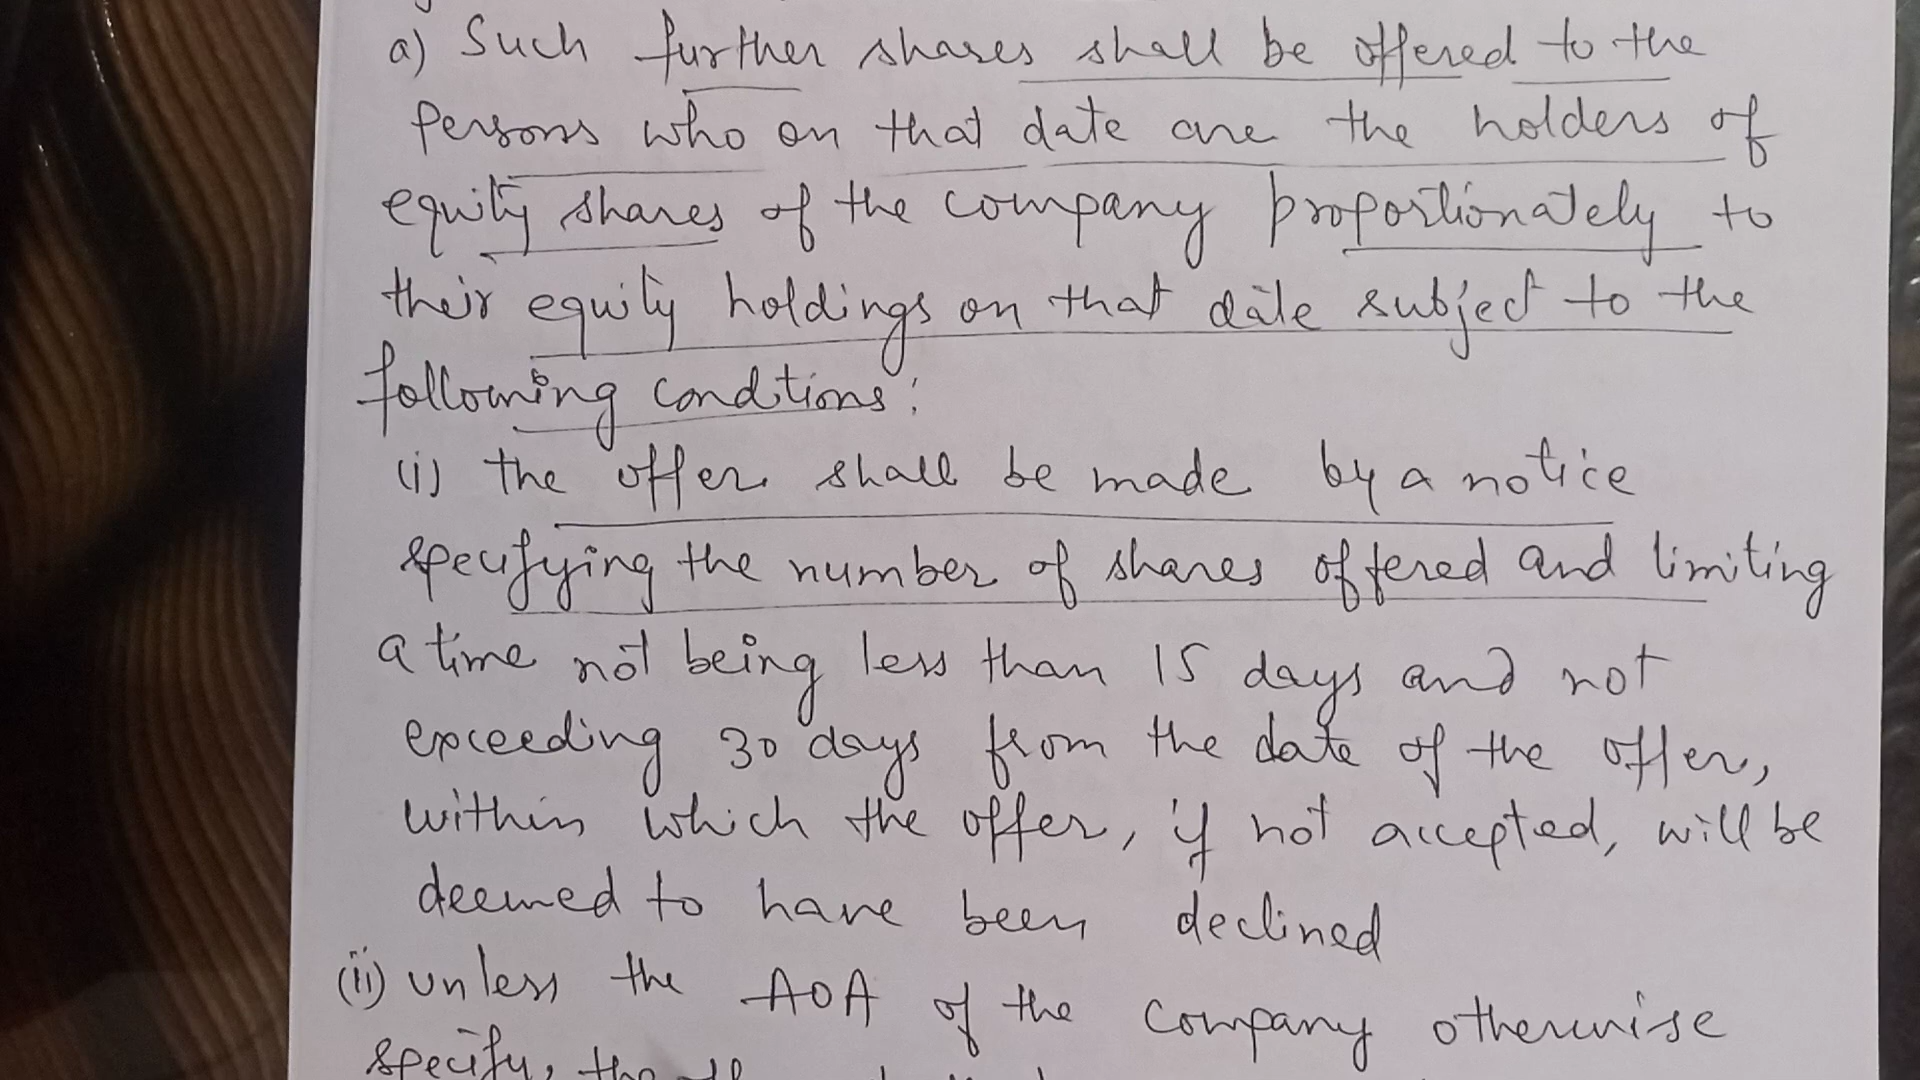 a) Such further shares shall be offered to the
persons who on that date are the holders of
equity shares of the company proportionately to
their equity holdings on that date subject to the
following condtions:
(i) the offer shall be made by a notice
specifying the number of shares offered and limiting
a time not being less than 15 days and not
exceeding 30 days from the date of the offer,
within which the offer, if not accepted, will be
deemed to have been declined
(ii) unless the AOA of the company otherwise
specify, the